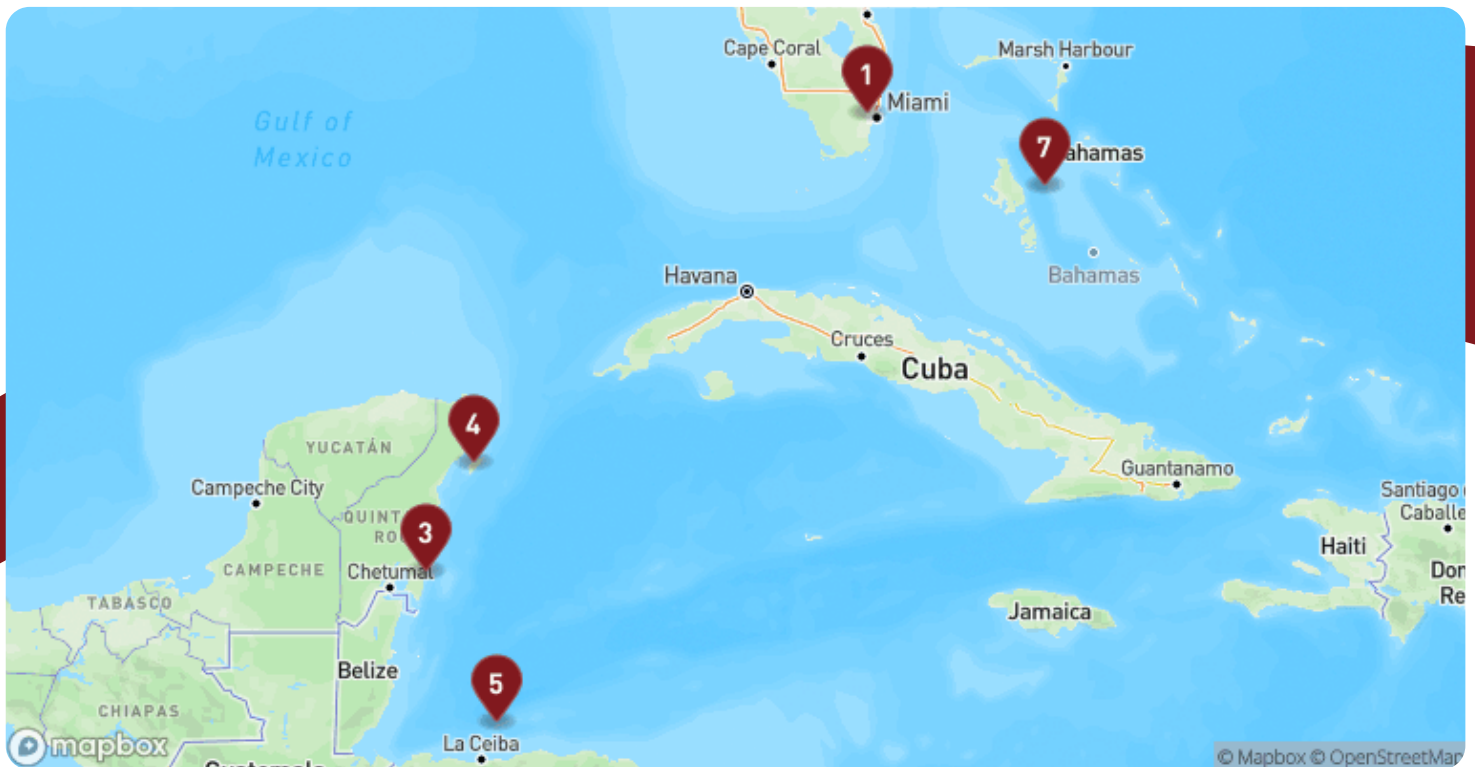 Cape Coral
Marsh Harbour
1
Miami
Gulf of
Mexico
7
ahamas
Havana
Bahamas
Cruces
Cuba
4
YUCATÁN
Guantanamo
Campeche City
Santiago
Caballe
QUINT
RO
3
Haiti
CAMPECHE
Chetumal
Dom
Re
TABASCO
Jamaica
Belize
5
CHIAPAS
La Ceiba
mapbox
© Mapbox © OpenStreetMap